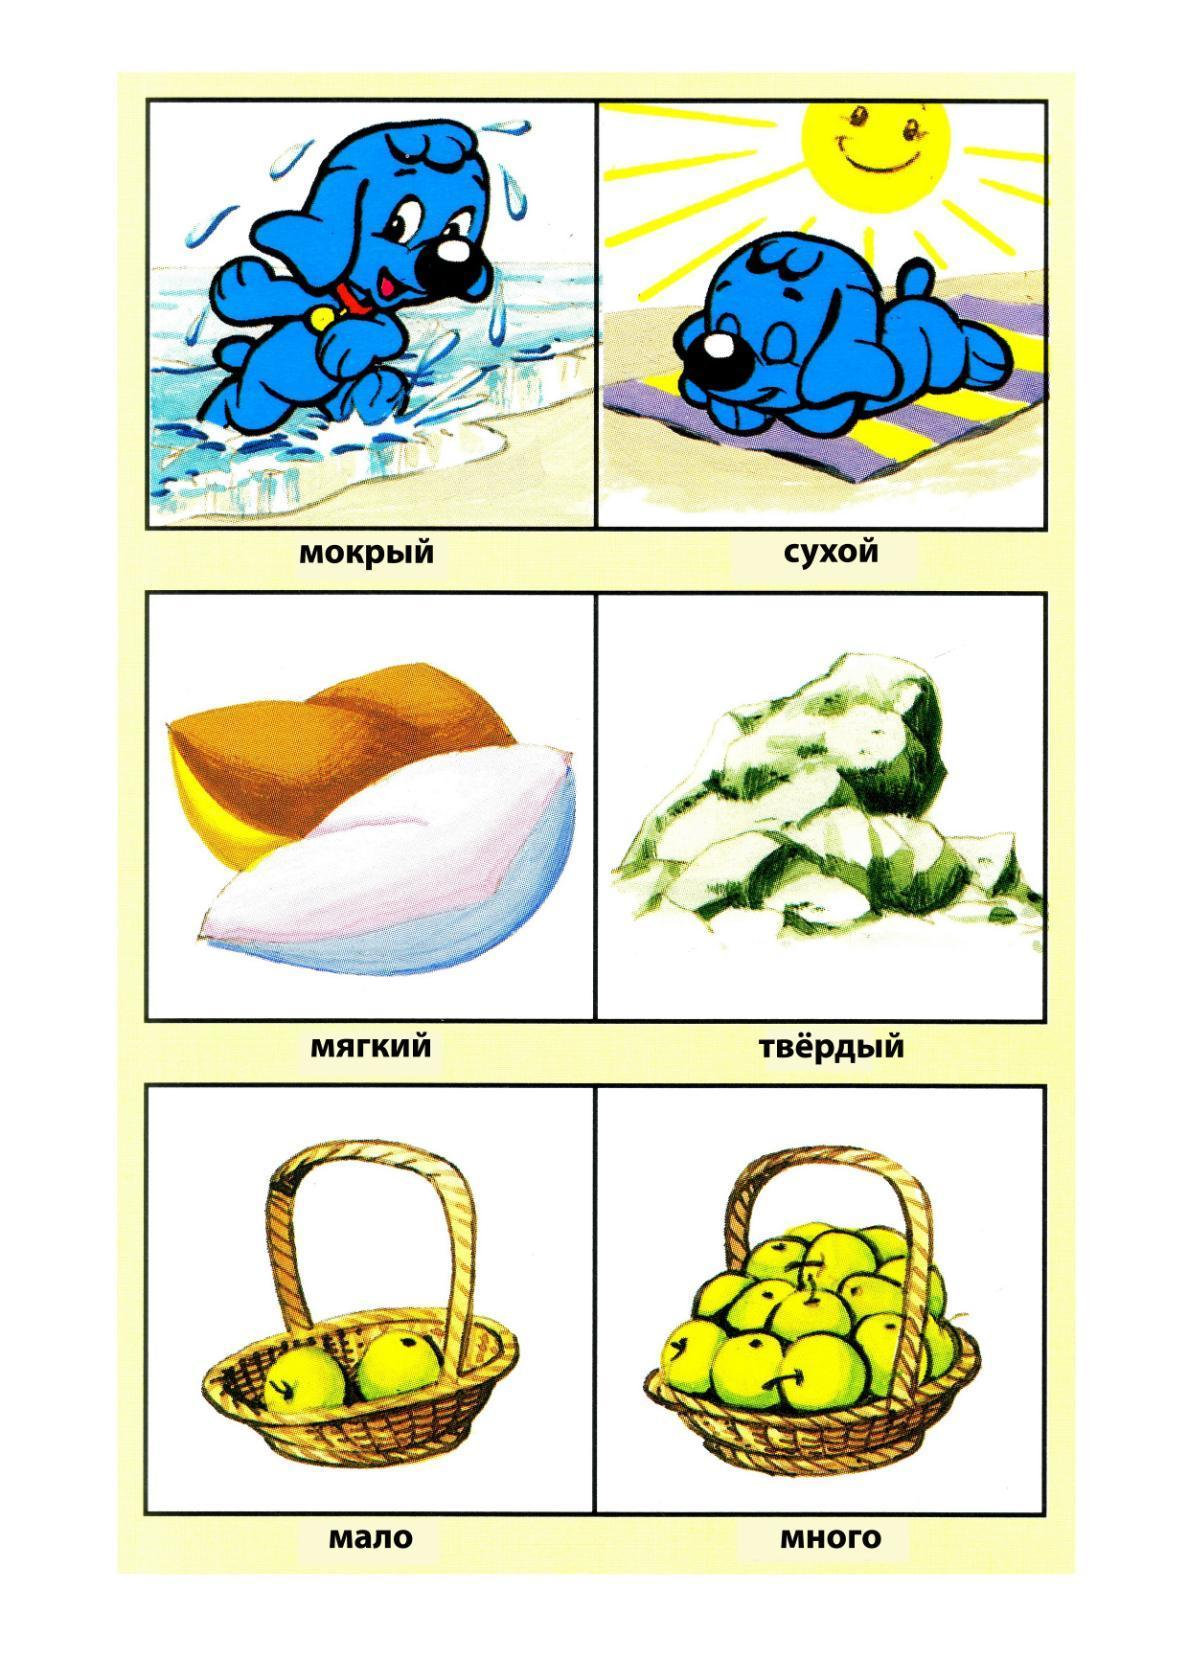 мокрый
сухой
мягкий
твёрдый
мало
много